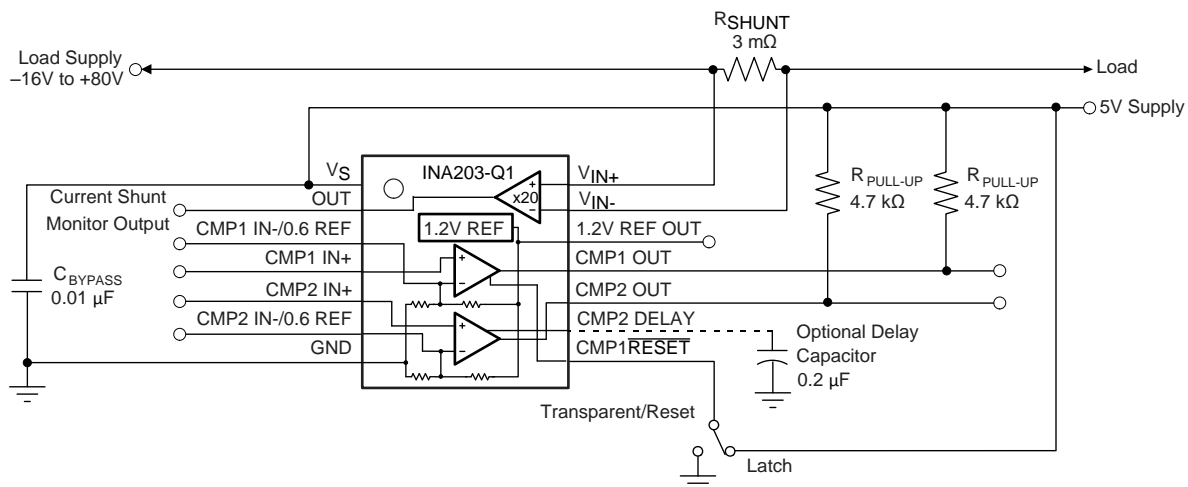 RSHUNT
3 mΩ
Load Supply
–16V to +80V
Load
5V Supply
VS
INA203-Q1
VIN+
RPULL-UP
4.7 kΩ
RPULL-UP
4.7 kΩ
Current Shunt
Monitor Output
OUT
x20
VIN-
CMP1 IN-/0.6 REF
1.2V REF
1.2V REF OUT
CMP1 IN+
CMP1 OUT
CBYPASS
0.01 µF
CMP2 IN+
CMP2 OUT
CMP2 IN-/0.6 REF
CMP2 DELAY
GND
CMP1RESET
Optional Delay
Capacitor
0.2 µF
Transparent/Reset
Latch